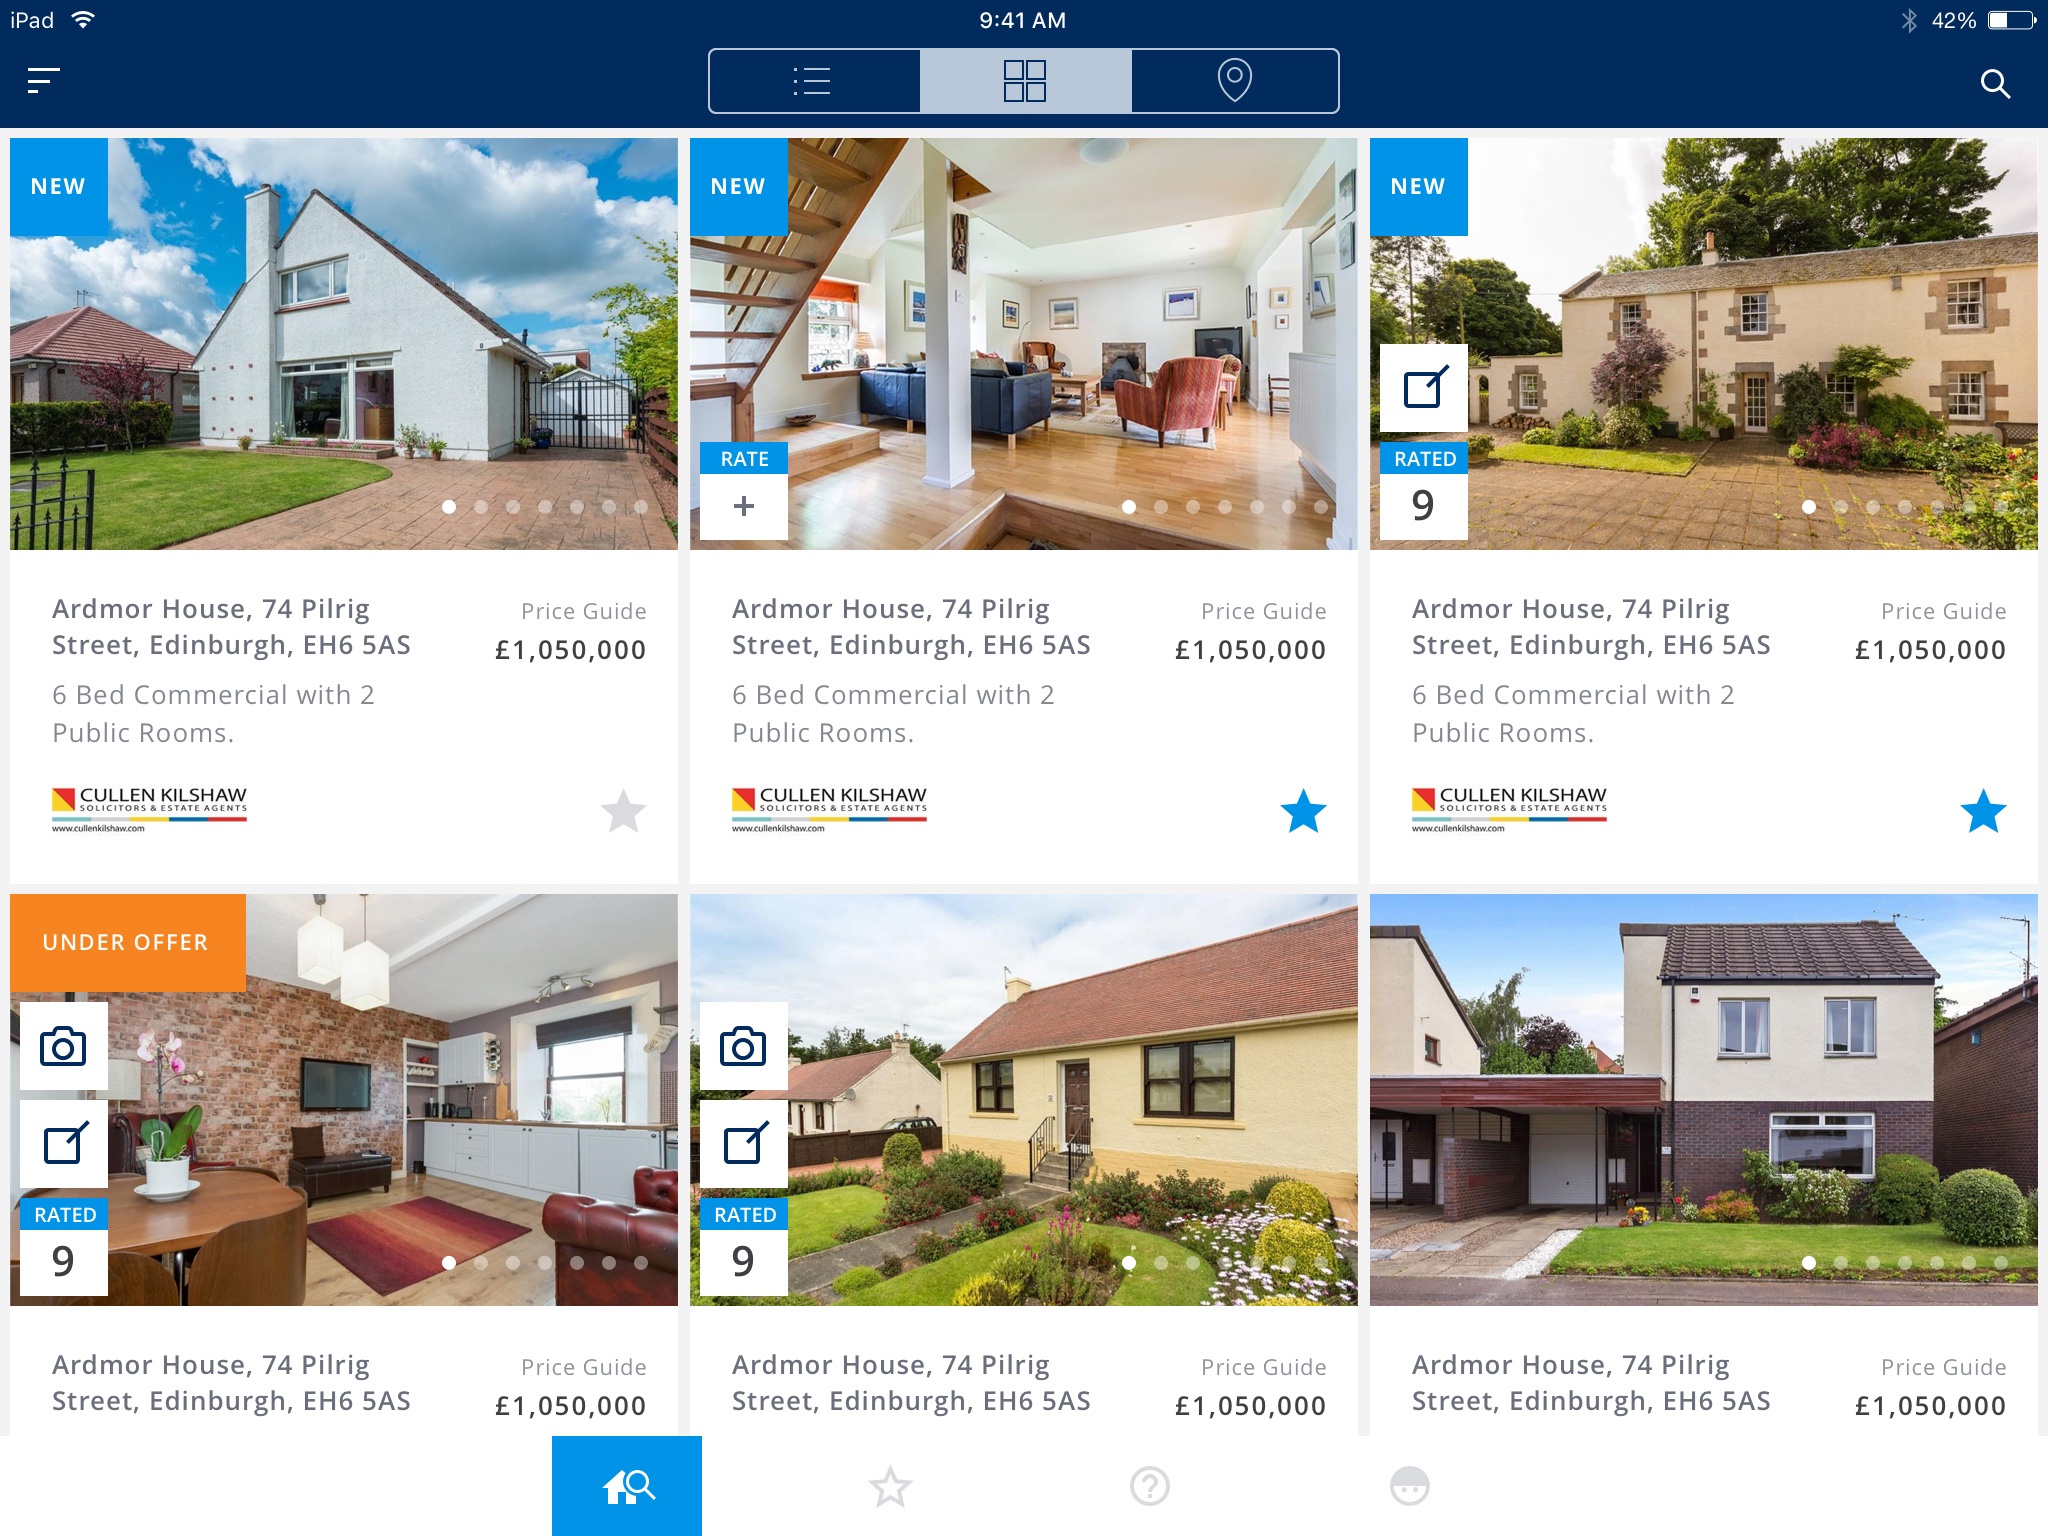 iPad 9:41 AM 42%
NEW
NEW
NEW
RATE
+
RATED
9
Ardmor House, 74 Pilrig
Street, Edinburgh, EH6 5AS
Price Guide
£1,050,000
6 Bed Commercial with 2
Public Rooms.
CULLEN KILSHAW
SOLICITORS & ESTATE AGENTS
www.cullenkilshaw.com
Ardmor House, 74 Pilrig
Street, Edinburgh, EH6 5AS
Price Guide
£1,050,000
6 Bed Commercial with 2
Public Rooms.
CULLEN KILSHAW
SOLICITORS & ESTATE AGENTS
www.cullenkilshaw.com
Ardmor House, 74 Pilrig
Street, Edinburgh, EH6 5AS
Price Guide
£1,050,000
6 Bed Commercial with 2
Public Rooms.
CULLEN KILSHAW
SOLICITORS & ESTATE AGENTS
www.cullenkilshaw.com
UNDER OFFER
RATED
9
RATED
9
Ardmor House, 74 Pilrig
Street, Edinburgh, EH6 5AS
Price Guide
£1,050,000
Ardmor House, 74 Pilrig
Street, Edinburgh, EH6 5AS
Price Guide
£1,050,000
Ardmor House, 74 Pilrig
Street, Edinburgh, EH6 5AS
Price Guide
£1,050,000
?